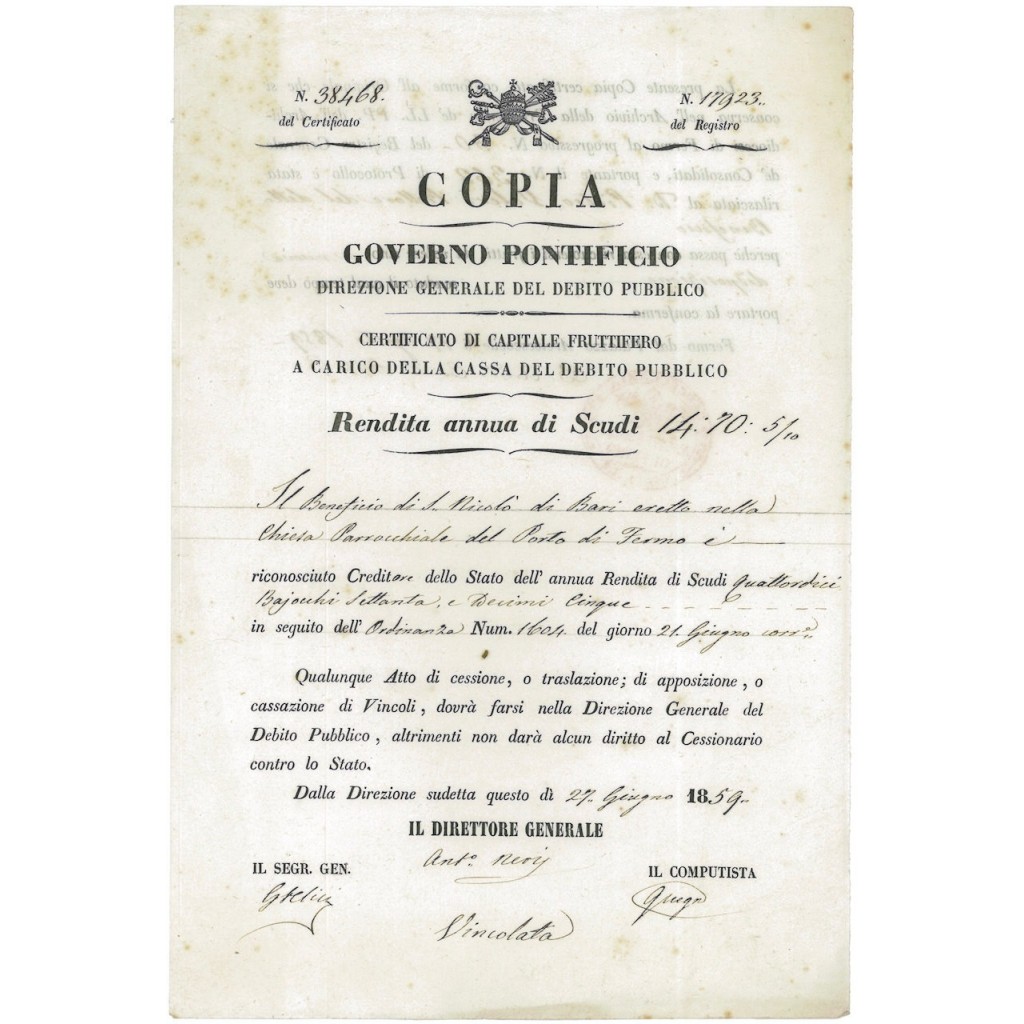 N. 38468.
del Certificato
N. 17923.
del Registro
COPIA
GOVERNO PONTIFICIO
DIREZIONE GENERALE DEL DEBITO PUBBLICO
CERTIFICATO DI CAPITALE FRUTTIFERO
A CARICO DELLA CASSA DEL DEBITO PUBBLICO
Rendita annua di Scudi 14:70:5/10
Il Beneficio di S. Nicolò di Bari eretto nella
Chiesa Parrocchiale del Porto di Fermo è
riconosciuto Creditore dello Stato dell' annua Rendita di Scudi Quattordici
Bajocchi Settanta, e Decimi Cinque
in seguito dell' Ordinanza Num. 1604. del giorno 21. Giugno corr.e
Qualunque Atto di cessione, o traslazione; di apposizione, o
cassazione di Vincoli, dovrà farsi nella Direzione Generale del
Debito Pubblico, altrimenti non darà alcun diritto al Cessionario
contro lo Stato.
Dalla Direzione sudetta questo dì 27. Giugno 1859.
IL DIRETTORE GENERALE
Ant.o
IL SEGR. GEN.
IL COMPUTISTA
Vincolata